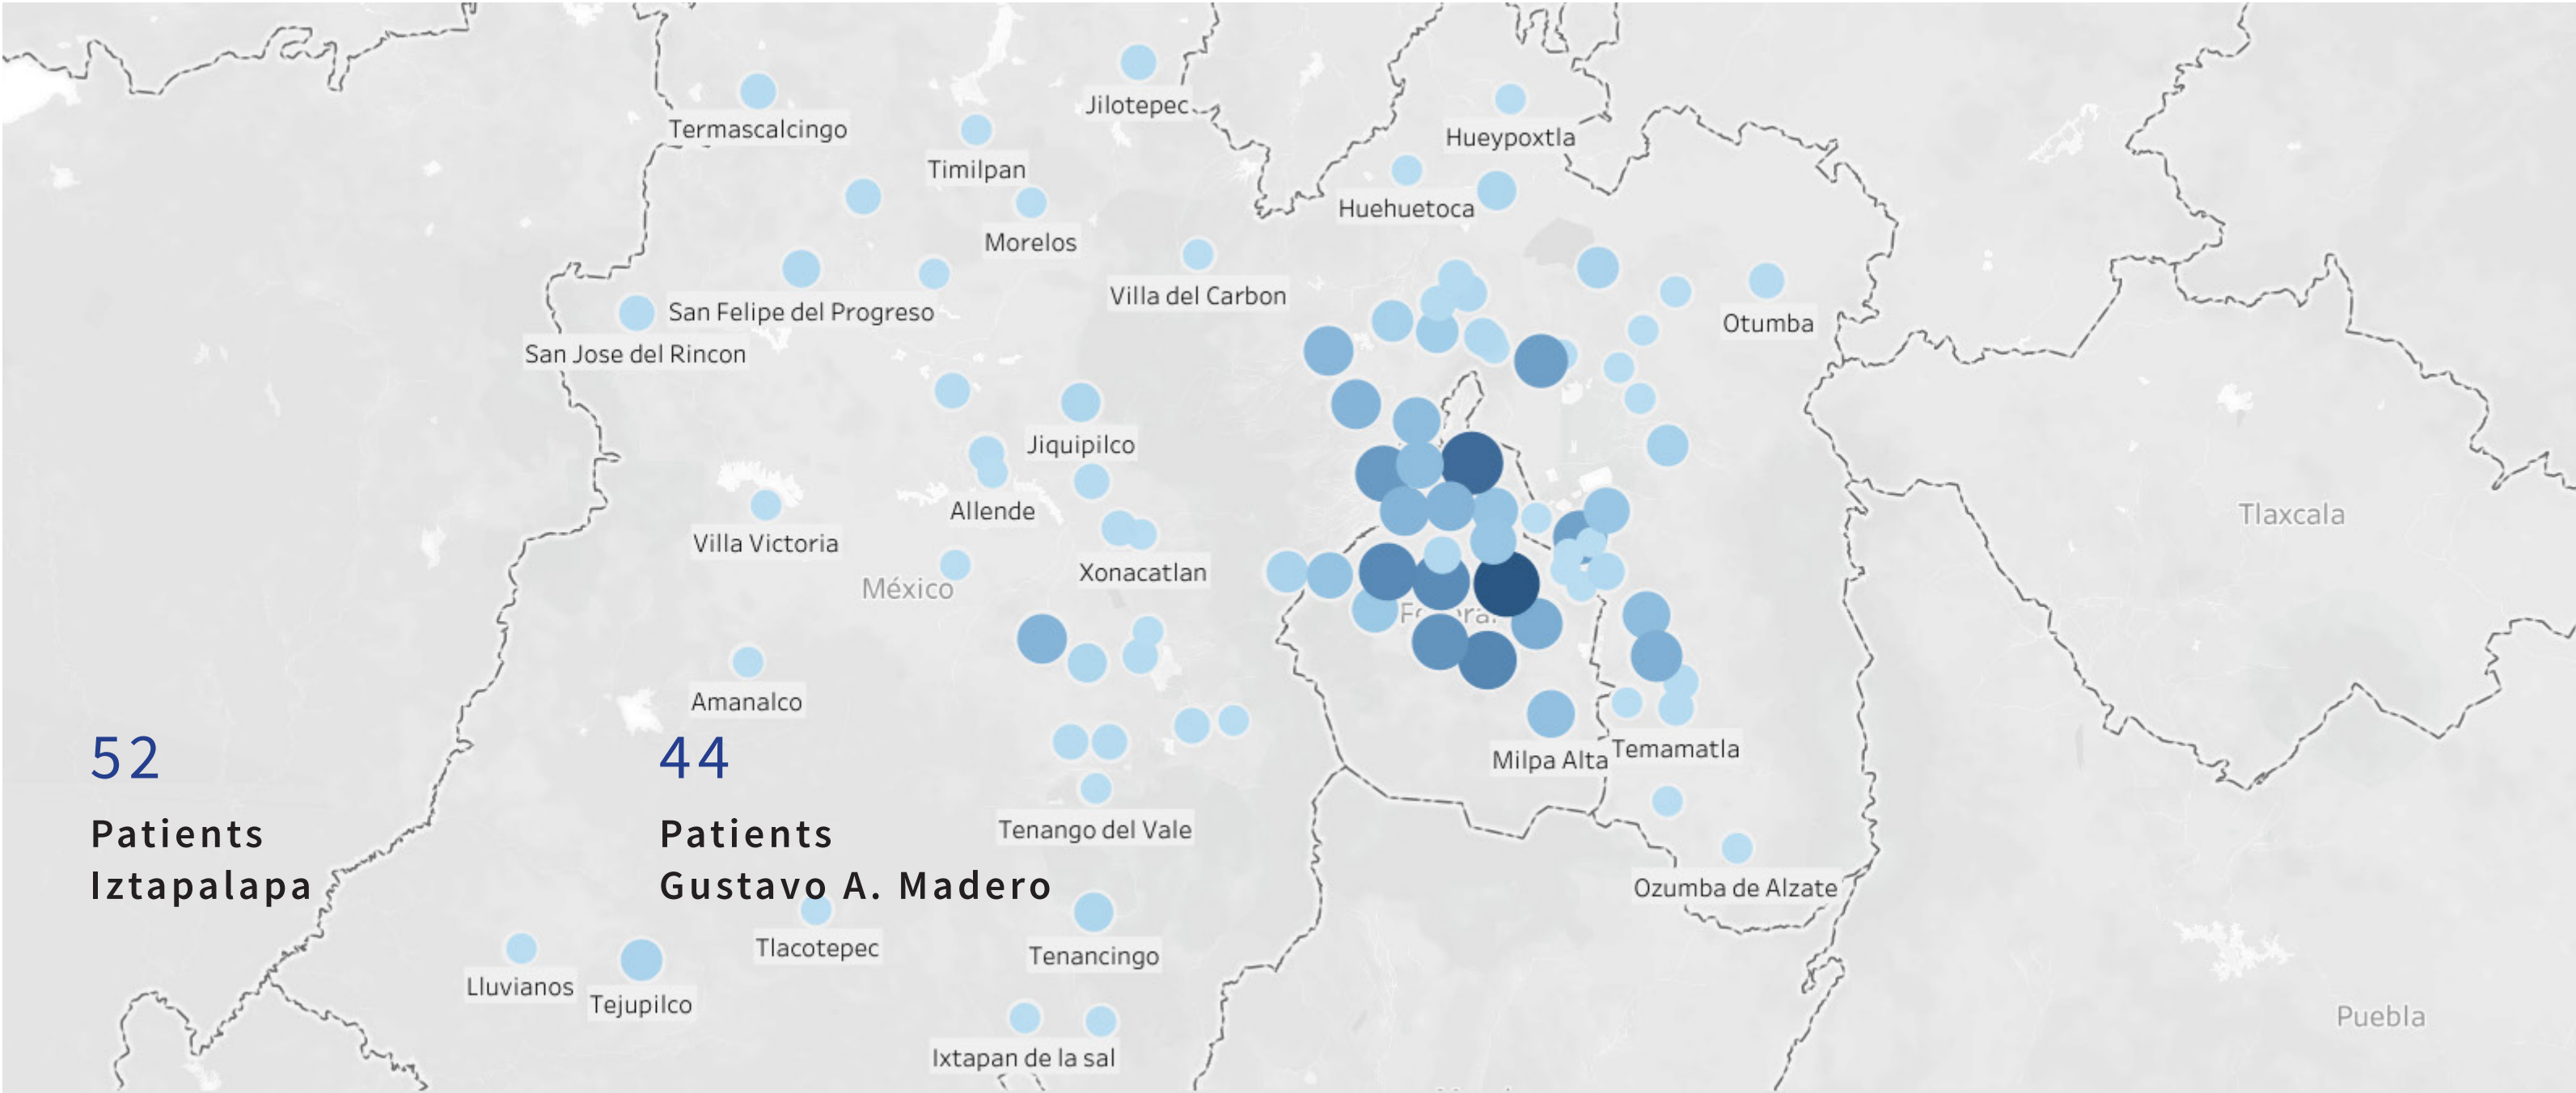 Jilotepec
Termascalcingo
Hueypoxtla
Timilpan
Huehuetoca
Morelos
Villa del Carbon
San Felipe del Progreso
Otumba
San Jose del Rincon
Jiquipilco
Allende
Tlaxcala
Villa Victoria
Xonacatlan
México
Amanalco
Temamatla
Milpa Alta
52
Patients
Iztapalapa
44
Patients
Gustavo A. Madero
Tenango del Vale
Ozumba de Alzate
Tlacotepec
Tenancingo
Lluvianos
Tejupilco
Puebla
Ixtapan de la sal